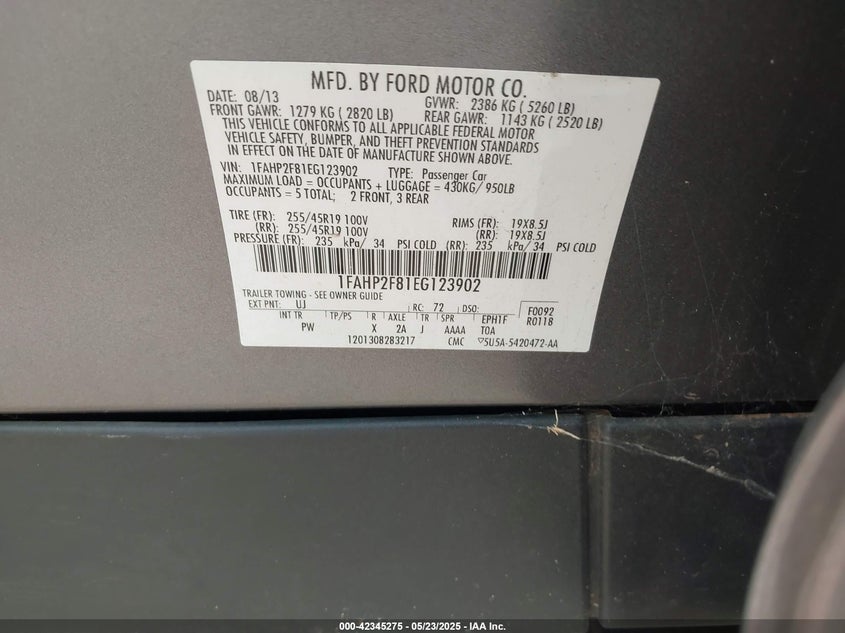 MFD. BY FORD MOTOR CO.
DATE: 08/13 GVWR: 2386 KG ( 5260 LB)
FRONT GAWR: 1279 KG ( 2820 LB) REAR GAWR: 1143 KG ( 2520 LB)
THIS VEHICLE CONFORMS TO ALL APPLICABLE FEDERAL MOTOR
VEHICLE SAFETY, BUMPER, AND THEFT PREVENTION STANDARDS
IN EFFECT ON THE DATE OF MANUFACTURE SHOWN ABOVE.
VIN: 1FAHP2F81EG123902 TYPE: Passenger Car
MAXIMUM LOAD = OCCUPANTS + LUGGAGE = 430KG/ 950LB
OCCUPANTS = 5 TOTAL; 2 FRONT, 3 REAR
TIRE (FR): 255/45R19 100V RIMS (FR): 19X8.5J
(RR): 255/45R19 100V (RR): 19X8.5J
PRESSURE (FR): 235 kPa/ 34 PSI COLD (RR): 235 kPa/ 34 PSI COLD
1FAHP2F81EG123902
TRAILER TOWING - SEE OWNER GUIDE
EXT PNT: UJ RC: 72 DSO: F0092
INT TR TP/PS R AXLE TR SPR EPH1F R0118
PW X 2A J AAAA T0A
1201308283217 CMC ▽5U5A-5420472-AA
000-42345275 - 05/23/2025 - IAA Inc.